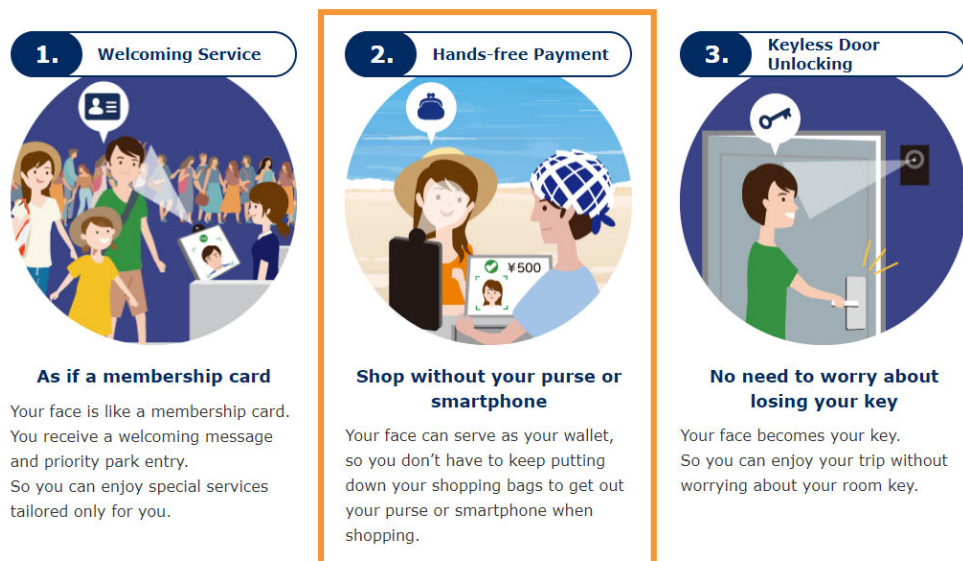 1. Welcoming Service
As if a membership card
Your face is like a membership card.
You receive a welcoming message
and priority park entry.
So you can enjoy special services
tailored only for you.
2. Hands-free Payment
¥500
Shop without your purse or
smartphone
Your face can serve as your wallet,
so you don’t have to keep putting
down your shopping bags to get out
your purse or smartphone when
shopping.
3. Keyless Door
Unlocking
No need to worry about
losing your key
Your face becomes your key.
So you can enjoy your trip without
worrying about your room key.